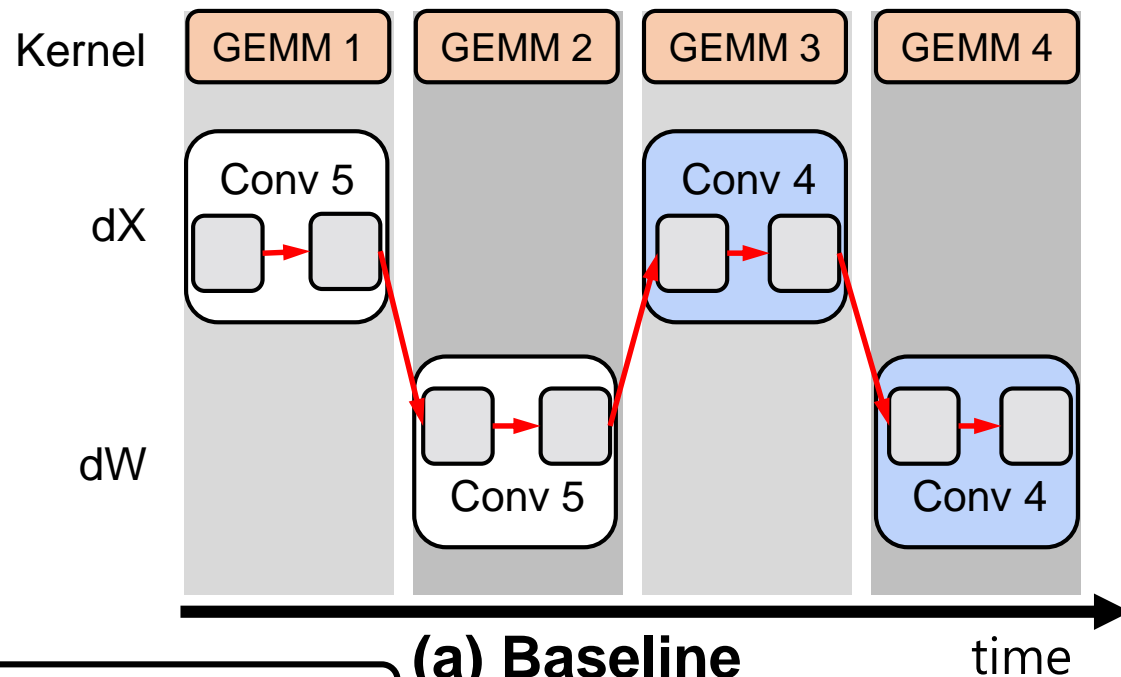 Kernel GEMM 1 GEMM 2 GEMM 3 GEMM 4
Conv 5 Conv 4
dX
dW
Conv 5 Conv 4
(a) Baseline time